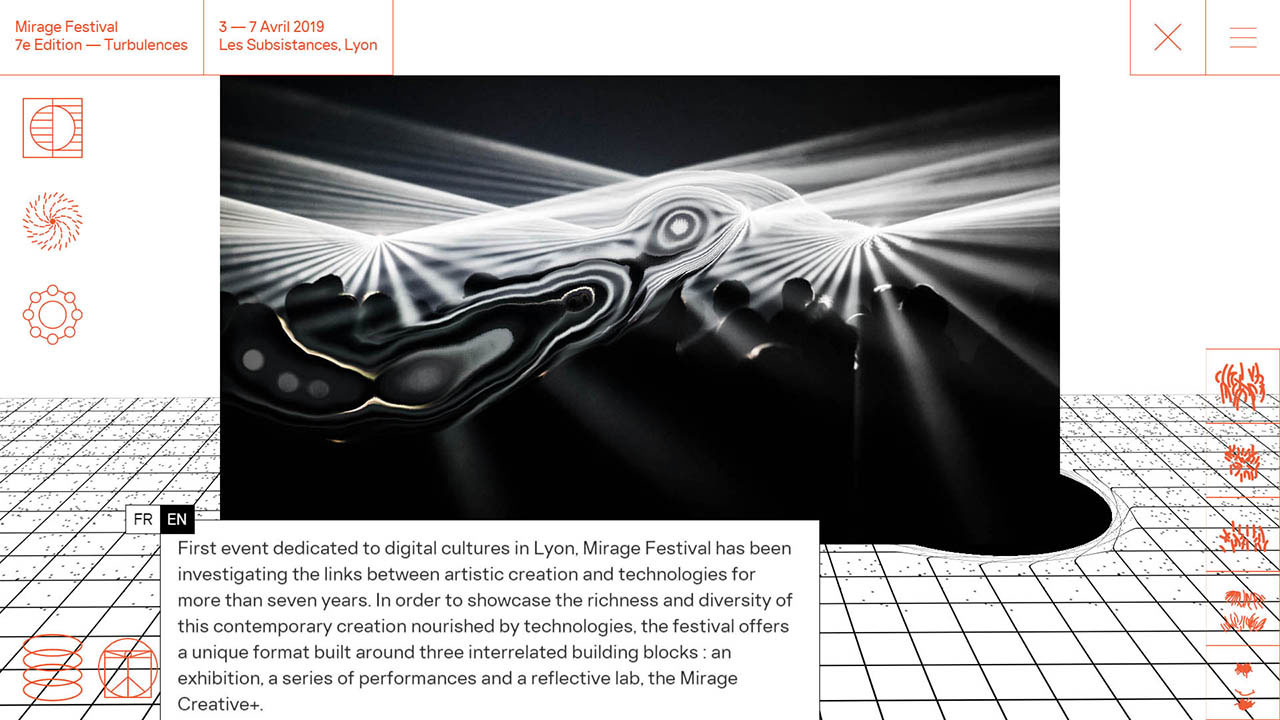 Mirage Festival
7e Edition — Turbulences
3 — 7 Avril 2019
Les Subsistances, Lyon
FR EN
First event dedicated to digital cultures in Lyon, Mirage Festival has been
investigating the links between artistic creation and technologies for
more than seven years. In order to showcase the richness and diversity of
this contemporary creation nourished by technologies, the festival offers
a unique format built around three interrelated building blocks : an
exhibition, a series of performances and a reflective lab, the Mirage
Creative+.